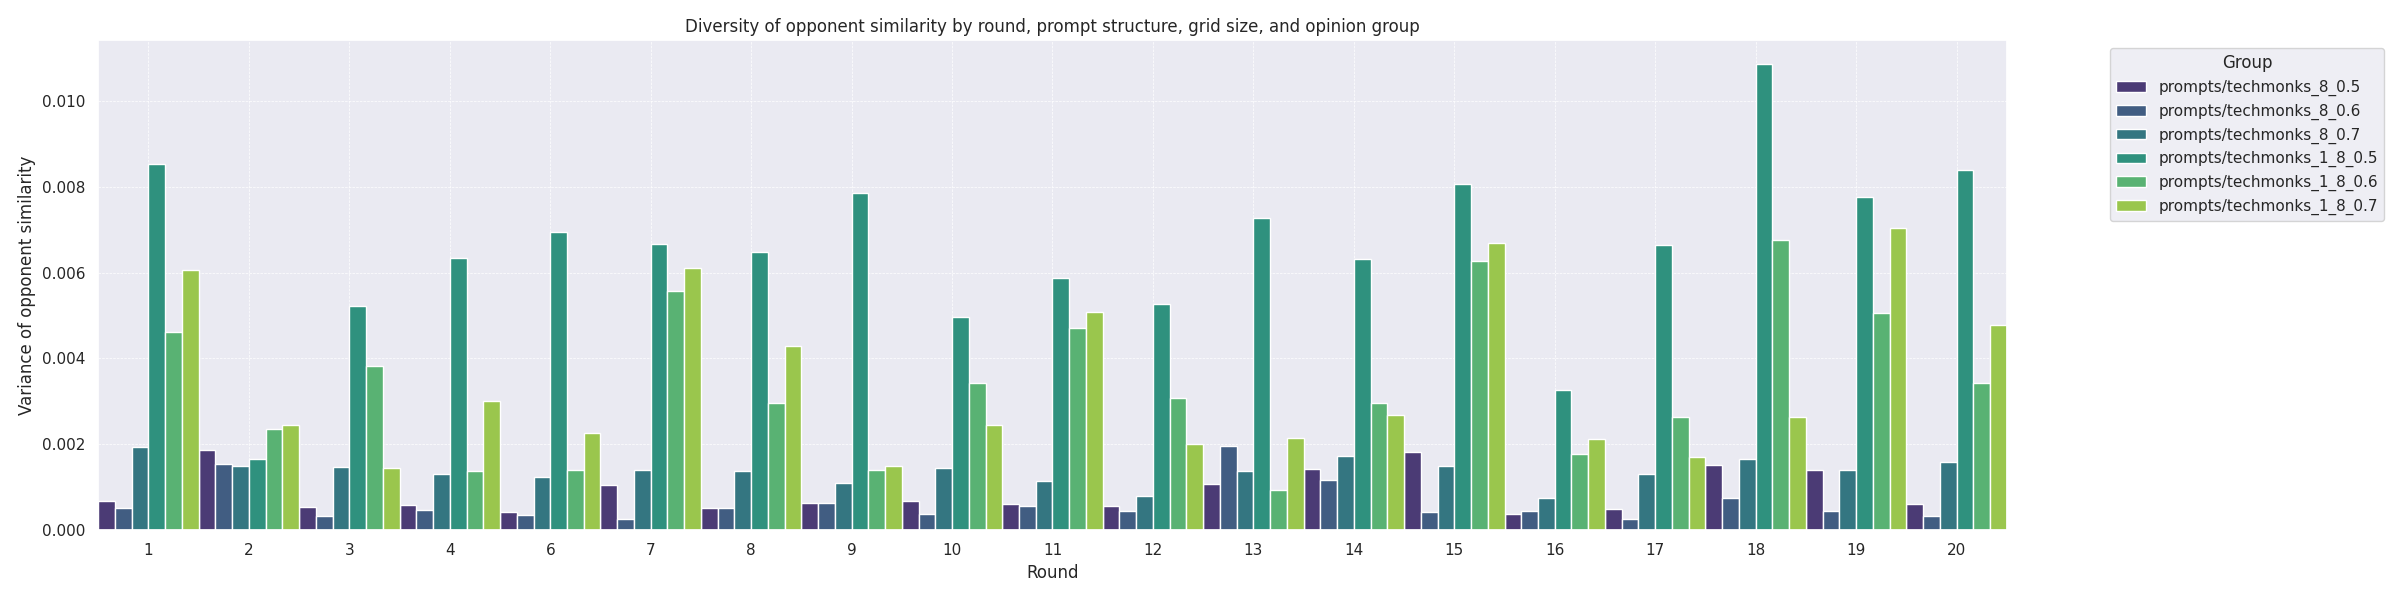 Diversity of opponent similarity by round, prompt structure, grid size, and opinion group
Variance of opponent similarity
0.010
0.008
0.006
0.004
0.002
0.000
1 2 3 4 6 7 8 9 10 11 12 13 14 15 16 17 18 19 20
Round
Group
prompts/techmonks_8_0.5
prompts/techmonks_8_0.6
prompts/techmonks_8_0.7
prompts/techmonks_1_8_0.5
prompts/techmonks_1_8_0.6
prompts/techmonks_1_8_0.7